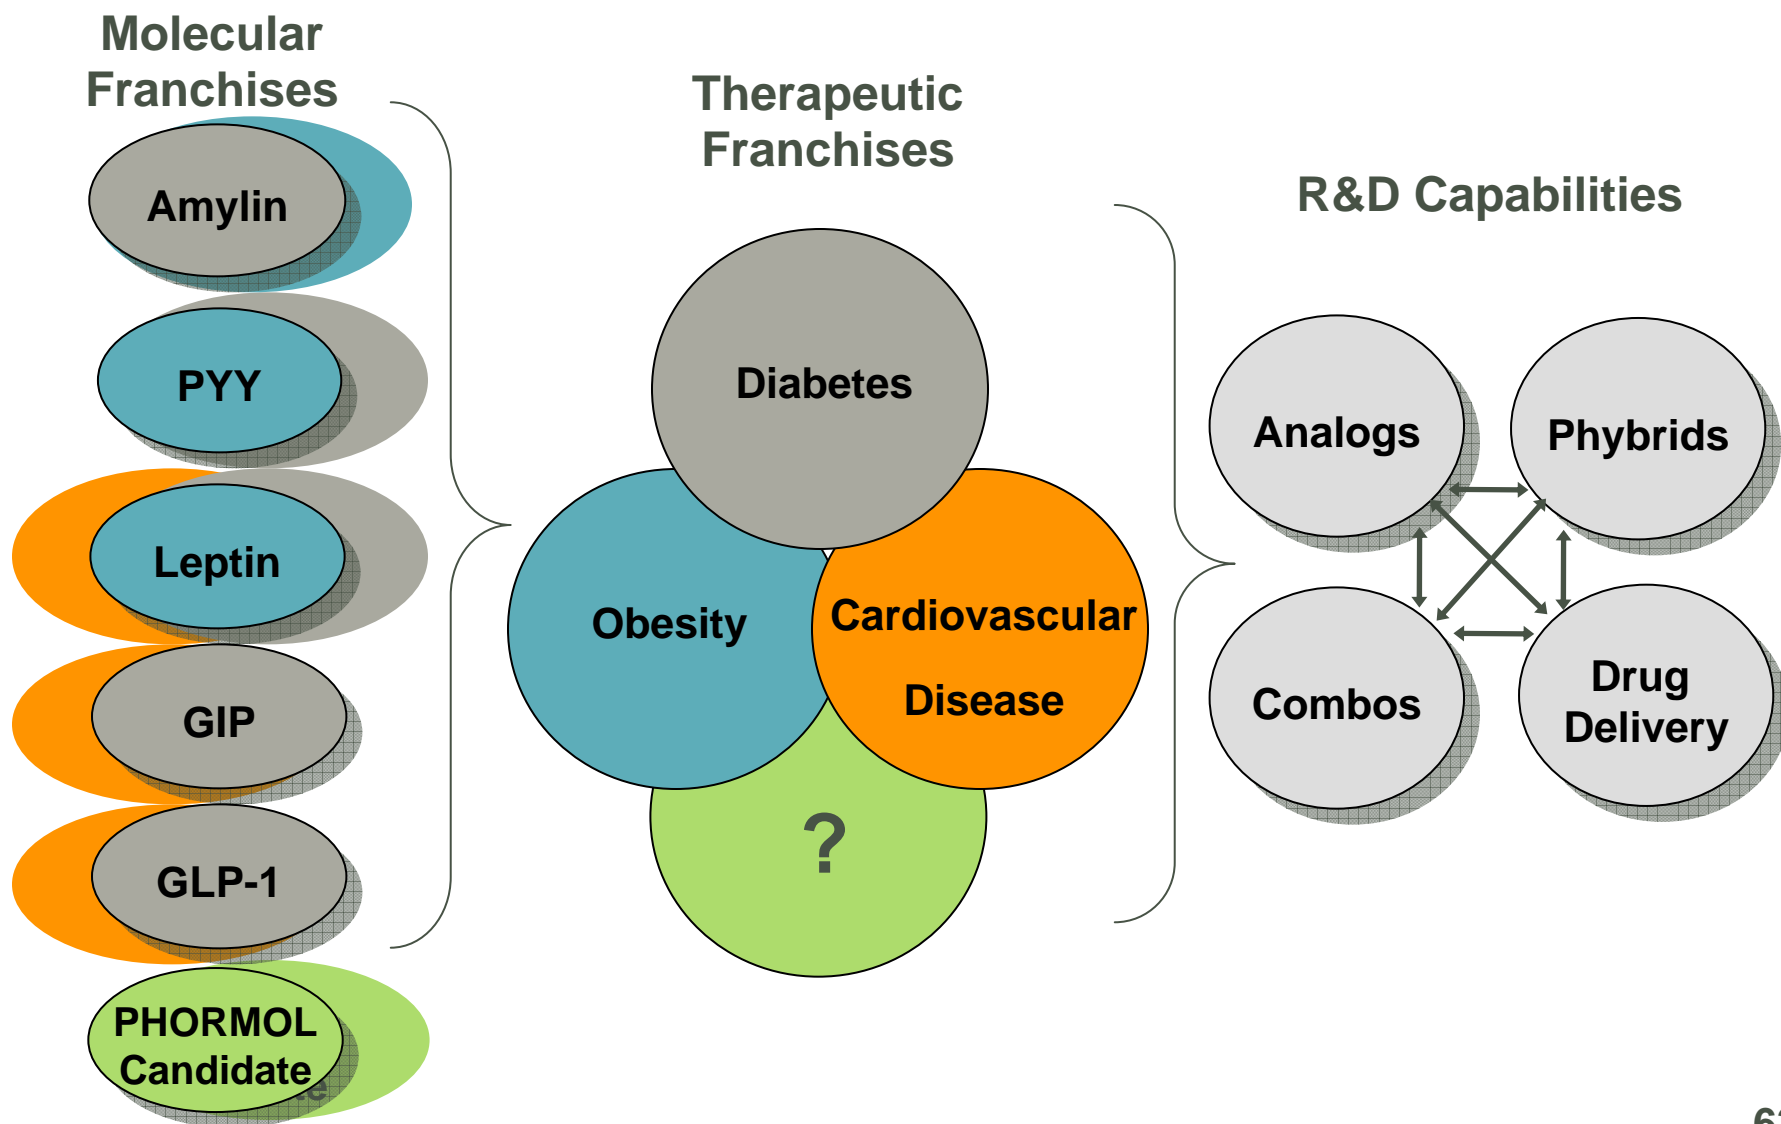 Molecular
Franchises
Amylin
PYY
Leptin
GIP
GLP-1
PHORMOL
Candidate
Therapeutic
Franchises
Diabetes
Obesity
Cardiovascular
Disease
?
R&D Capabilities
Analogs
Phybrids
Combos
Drug
Delivery